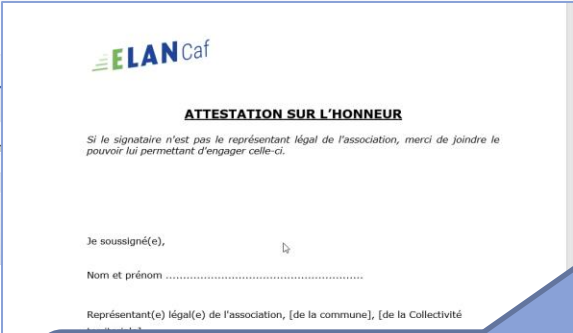 ELAN Caf
ATTESTATION SUR L'HONNEUR
Si le signataire n'est pas le représentant légal de l'association, merci de joindre le
pouvoir lui permettant d'engager celle-ci.
Je soussigné(e),
Nom et prénom ..........................................................
Représentant(e) légal(e) de l'association, [de la commune], [de la Collectivité